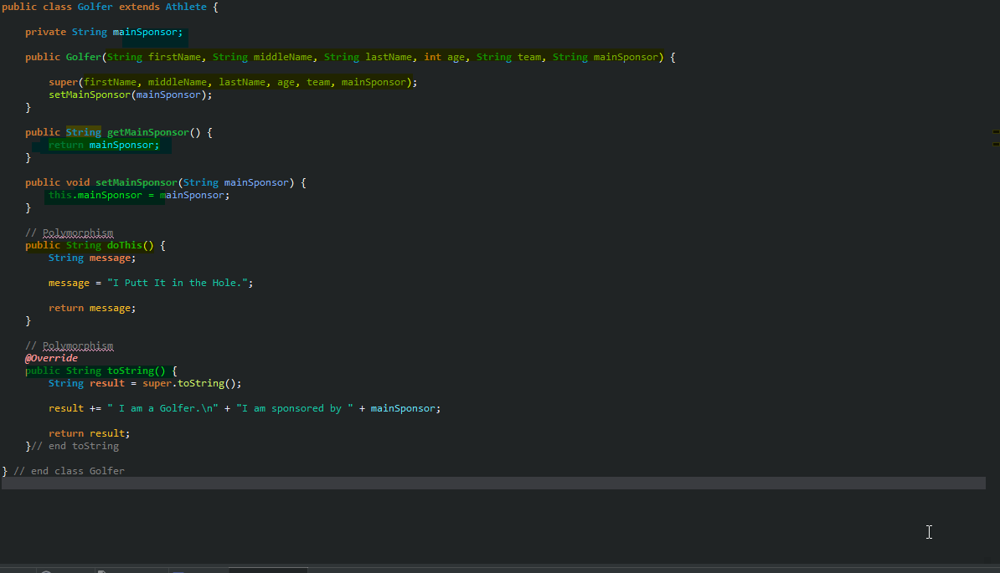 public class Golfer extends Athlete {
private String mainSponsor;
public Golfer(String firstName, String middleName, String lastName, int age, String team, String mainSponsor) {
super(firstName, middleName, lastName, age, team, mainSponsor);
setMainSponsor(mainSponsor);
}
public String getMainSponsor() {
return mainSponsor;
}
public void setMainSponsor(String mainSponsor) {
this.mainSponsor = mainSponsor;
}
// Polymorphism
public String doThis() {
String message;
message = "I Putt It in the Hole.";
return message;
}
// Polymorphism
@Override
public String toString() {
String result = super.toString();
result += " I am a Golfer.\n" + "I am sponsored by " + mainSponsor;
return result;
}// end toString
} // end class Golfer